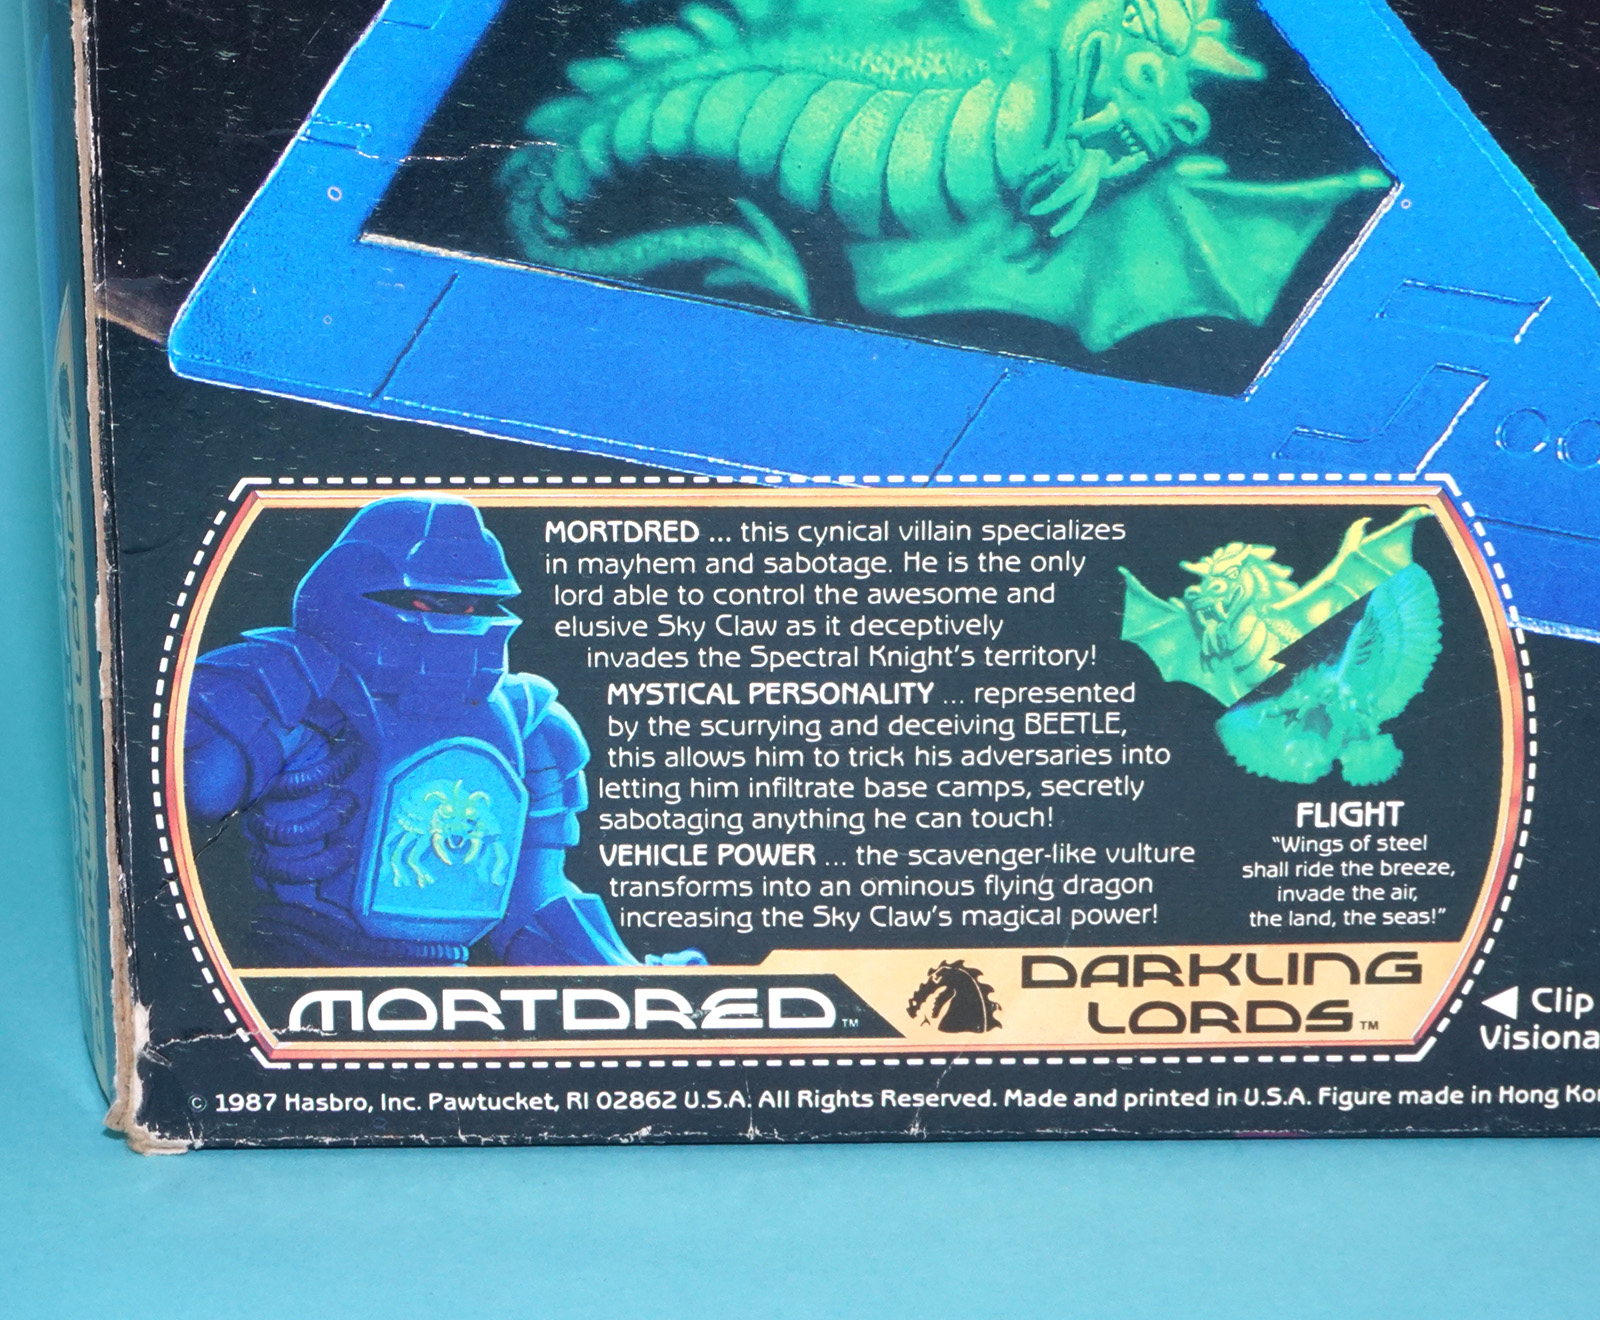 MORTDRED ... this cynical villain specializes
in mayhem and sabotage. He is the only
lord able to control the awesome and
elusive Sky Claw as it deceptively
invades the Spectral Knight's territory!
MYSTICAL PERSONALITY ... represented
by the scurrying and deceiving BEETLE,
this allows him to trick his adversaries into
letting him infiltrate base camps, secretly
sabotaging anything he can touch!
VEHICLE POWER ... the scavenger-like vulture
transforms into an ominous flying dragon
increasing the Sky Claw's magical power!
FLIGHT
"Wings of steel
shall ride the breeze,
invade the air,
the land, the seas!"
MORTDRED™
DARKLING
LORDS™
◀ Clip
© 1987 Hasbro, Inc. Pawtucket, RI 02862 U.S.A. All Rights Reserved. Made and printed in U.S.A. Figure made in Hong